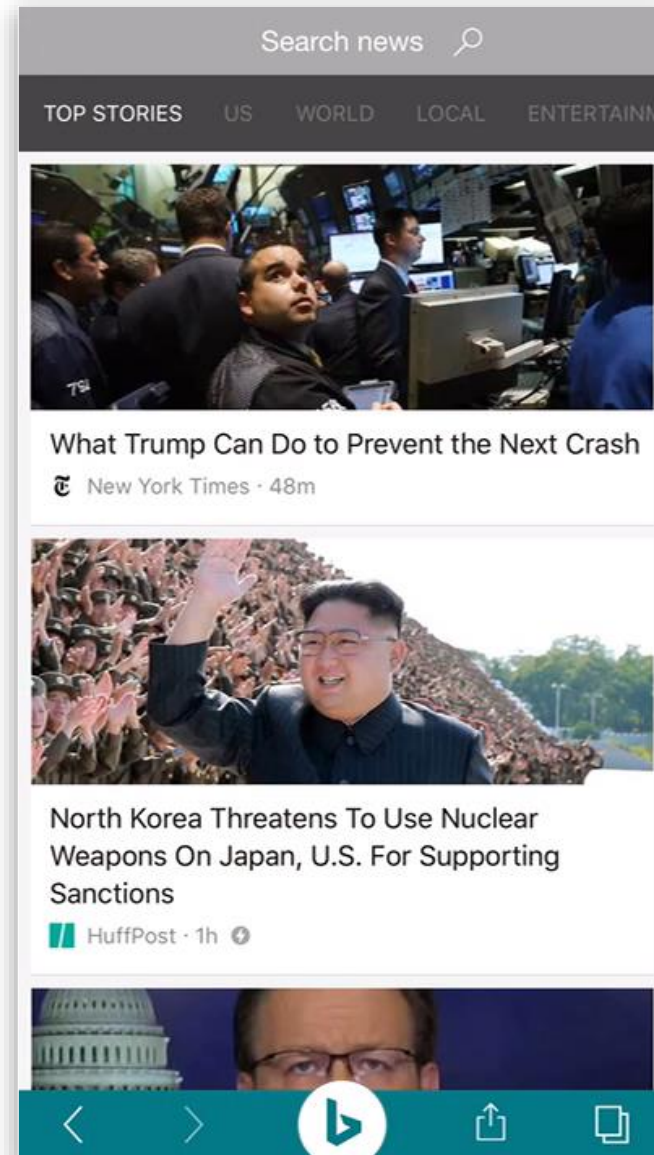 Search news
TOP STORIES US WORLD LOCAL ENTERTAINM
What Trump Can Do to Prevent the Next Crash
New York Times · 48m
North Korea Threatens To Use Nuclear
Weapons On Japan, U.S. For Supporting
Sanctions
HuffPost · 1h